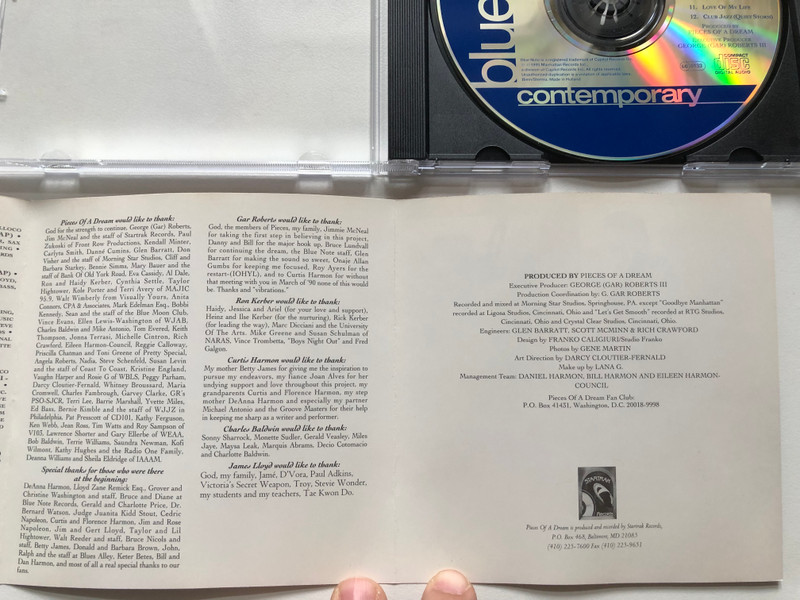 11. LOVE OF MY LIFE
12. CLUB JAZZ (QUIET STORM)
PRODUCED BY
PIECES OF A DREAM
EXECUTIVE PRODUCER
GEORGE (GAR) ROBERTS III
blue
COMPACT
disc
DIGITAL AUDIO
contemporary
Pieces Of A Dream would like to thank:
God for the strength to continue, George (Gar) Roberts,
Jim McNeal and the staff of Startrak Records, Paul
Zukoski of Frost Row Productions, Kendall Minter,
Carlyta Smith, Danté Cumins, Glen Barratt, Don
Visher and the staff of Morning Star Studios, Cliff and
Barbara Starkey, Bennie Simms, Mary Bauer and the
staff of Bank Of Old York Road, Eva Cassidy, Al Dale,
Ron and Haidy Kerber, Cynthia Settle, Taylor
Hightower, Kole Porter and Terri Avery of MAJIC
95.9, Walt Wimberly from Visually Yours, Anita
Connors, CPA & Associates, Mark Edelman Esq., Bobbi
Kennedy, Sean and the staff of the Blue Moon Club,
Vince Evans, Ellen Lewis-Washington of WJAB,
Charles Baldwin and Mike Antonio, Tom Evered, Keith
Thompson, Jonna Terrasi, Michelle Cintron, Rich
Crawford, Eileen Harmon-Council, Reggie Calloway,
Priscilla Chatman and Toni Greene of Pretty Special,
Angela Roberts, Nadia, Steve Schenfeld, Susan Levin
and the staff of Coast To Coast, Kristine England,
Vaughn Harper and Rose G of WBLS, Peggy Parham,
Darcy Cloutier-Fernald, Whitney Broussard, Maria
Cromwell, Charles Fambrough, Garvey Clarke, GR's
PSO-SJCR, Terri Lee, Barrie Marshall, Yvette Miles,
Ed Bass, Bernie Kimble and the staff of WJJZ in
Philadelphia, Pat Prescott of CD101, Kathy Ferguson,
Ken Webb, Jean Ross, Tim Watts and Roy Sampson of
V103, Lawrence Shorter and Gary Ellerbe of WEAA,
Bob Baldwin, Terrie Williams, Saundra Newman, Kofi
Wilmont, Kathy Hughes and the Radio One Family,
Deanna Williams and Sheila Eldridge of IAAAM.
Special thanks for those who were there
at the beginning:
DeAnna Harmon, Lloyd Zane Remick Esq., Grover and
Christine Washington and staff, Bruce and Diane at
Blue Note Records, Gerald and Charlotte Price, Dr.
Bernard Watson, Judge Juanita Kidd Stout, Cedric
Napoleon, Curtis and Florence Harmon, Jim and Rose
Napoleon, Jim and Gert Lloyd, Taylor and Lil
Hightower, Walt Reeder and staff, Bruce Nicols and
staff, Betty James, Donald and Barbara Brown, John,
Ralph and the staff at Blues Alley, Keter Betes, Bill and
Dan Harmon, and most of all a real special thanks to our
fans.
Gar Roberts would like to thank:
God, the members of Pieces, my family, Jimmie McNeal
for taking the first step in believing in this project,
Danny and Bill for the major hook up, Bruce Lundvall
for continuing the dream, the Blue Note staff, Glen
Barratt for making the sound so sweet, Onaje Allan
Gumbs for keeping me focused, Roy Ayers for the
restart-(IOHYL), and to Curtis Harmon for without
that meeting with you in March of '90 none of this would
be. Thanks and "vibrations."
Ron Kerber would like to thank:
Haidy, Jessica and Ariel (for your love and support),
Heinz and Ilse Kerber (for the nurturing), Rick Kerber
(for leading the way), Marc Dicciani and the University
Of The Arts, Mike Greene and Susan Schulman of
NARAS, Vince Trombetta, "Boys Night Out" and Fred
Galgon.
Curtis Harmon would like to thank:
My mother Betty James for giving me the inspiration to
pursue my endeavors, my fiance Joan Alves for her
undying support and love throughout this project, my
grandparents Curtis and Florence Harmon, my step
mother DeAnna Harmon and especially my partner
Michael Antonio and the Groove Masters for their help
in keeping me sharp as a writer and performer.
Charles Baldwin would like to thank:
Sonny Sharrock, Monette Sudler, Gerald Veasley, Miles
Jaye, Maysa Leak, Marquis Abrams, Decio Cotomacio
and Charlotte Baldwin.
James Lloyd would like to thank:
God, my family, Jamé, D'Vora, Paul Adkins,
Victoria's Secret Weapon, Troy, Stevie Wonder,
my students and my teachers, Tae Kwon Do.
PRODUCED BY PIECES OF A DREAM
Executive Producer: GEORGE (GAR) ROBERTS III
Production Coordination by: G. GAR ROBERTS
Recorded and mixed at Morning Star Studios, Springhouse, PA. except "Goodbye Manhattan"
recorded at Ligosa Studios, Cincinnati, Ohio and "Let's Get Smooth" recorded at RTG Studios,
Cincinnati, Ohio and Crystal Clear Studios, Cincinnati, Ohio.
Engineers: GLEN BARRATT, SCOTT MCMINN & RICH CRAWFORD
Design by FRANKO CALIGIURI/Studio Franko
Photos by GENE MARTIN
Art Direction by DARCY CLOUTIER-FERNALD
Make up by LANA G.
Management Team: DANIEL HARMON, BILL HARMON AND EILEEN HARMON-
COUNCIL
Pieces Of A Dream Fan Club:
P.O. Box 41451, Washington, D.C. 20018-9998
STARTRAK
Pieces Of A Dream is produced and recorded by Startrak Records,
P.O. Box 468, Baltimore, MD 21085
(410) 225-7600 Fax (410) 225-9651